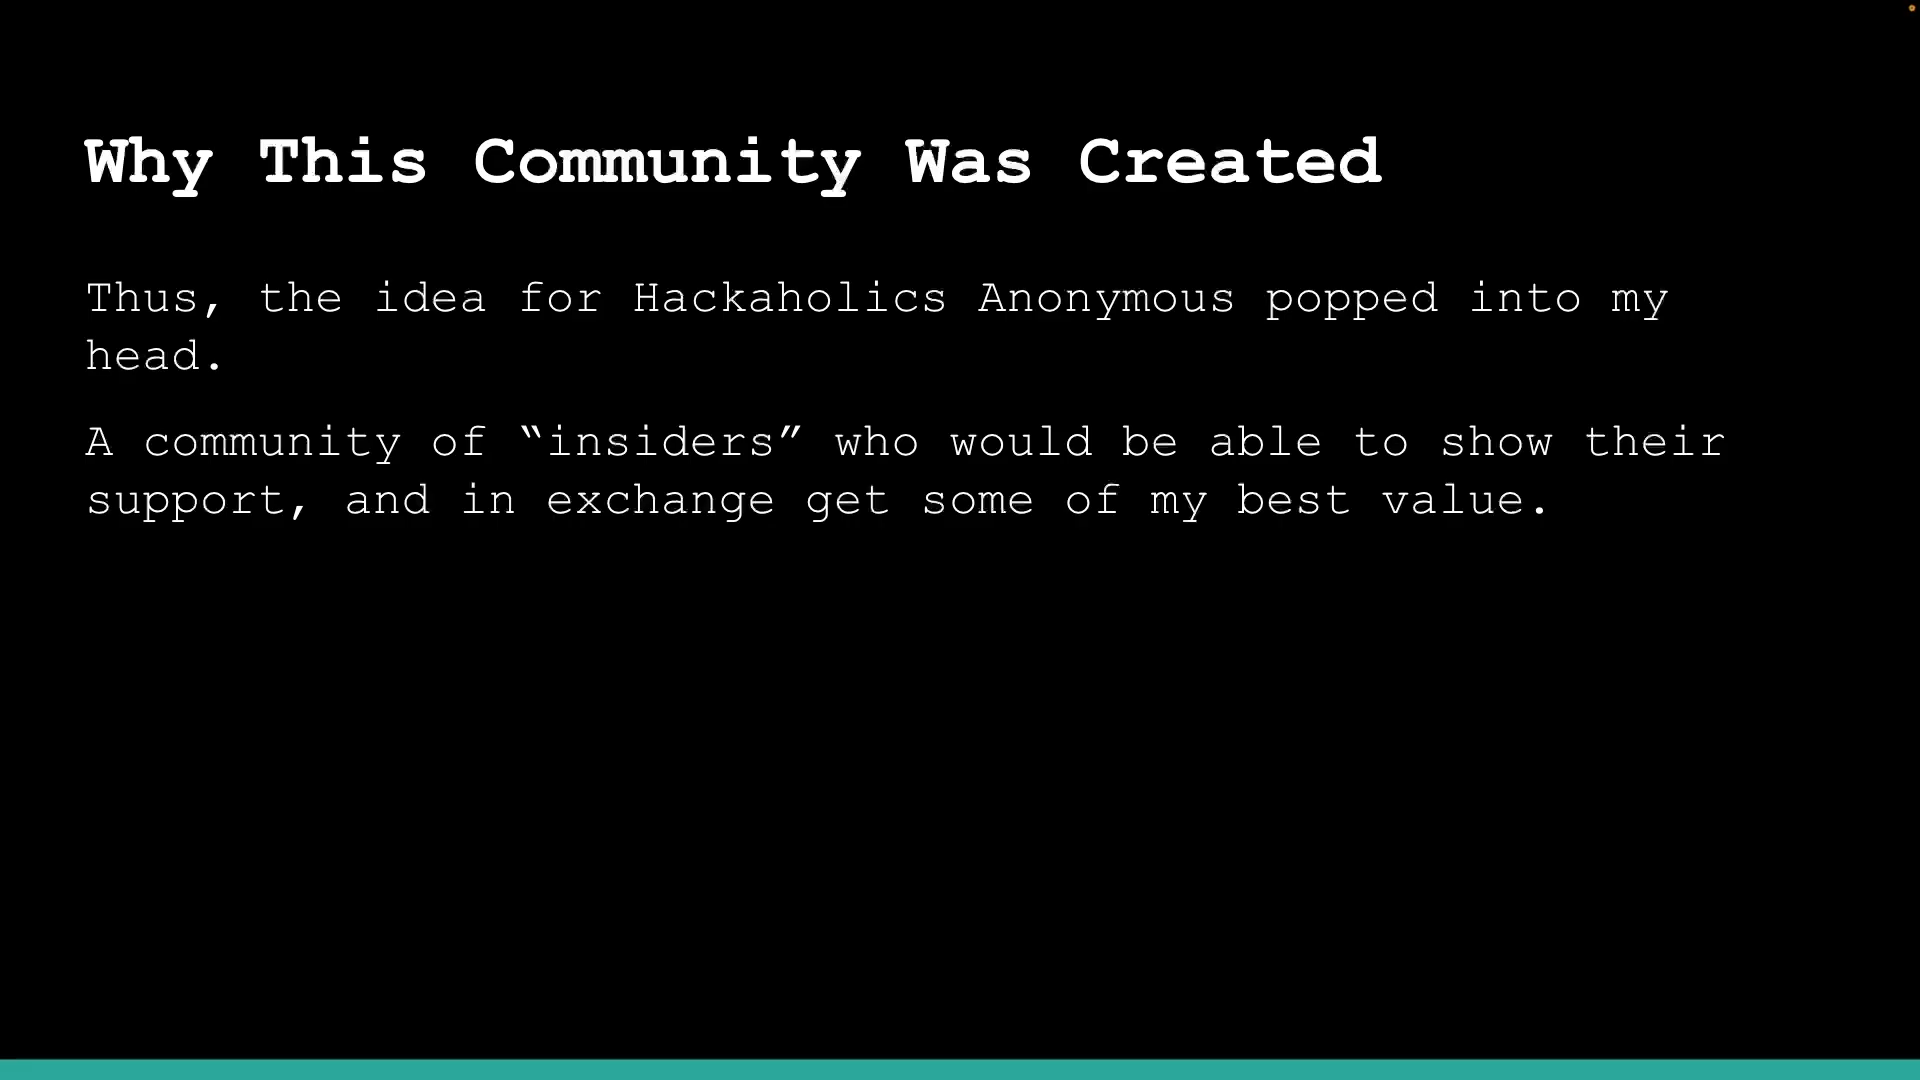 Why This Community Was Created
Thus, the idea for Hackaholics Anonymous popped into my
head.
A community of “insiders” who would be able to show their
support, and in exchange get some of my best value.